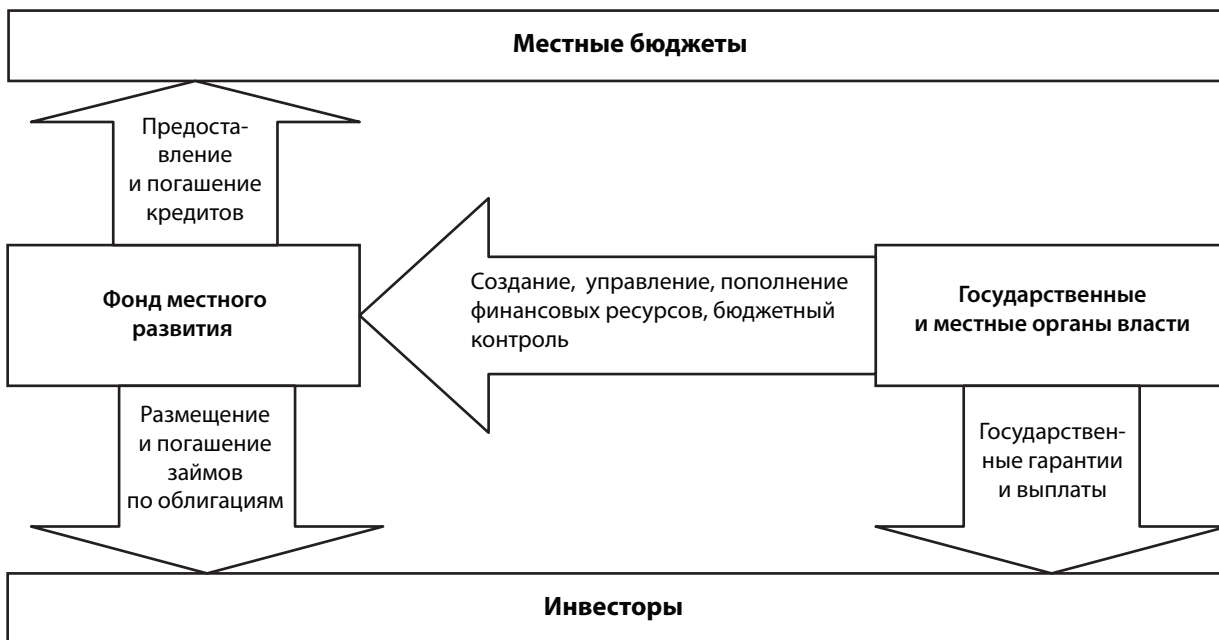 Местные бюджеты
Предоста-
вление
и погашение
кредитов
Фонд местного
развития
Создание, управление, пополнение
финансовых ресурсов, бюджетный
контроль
Государственные
и местные органы власти
Размещение
и погашение
займов
по облигациям
Государствен-
ные гарантии
и выплаты
Инвесторы